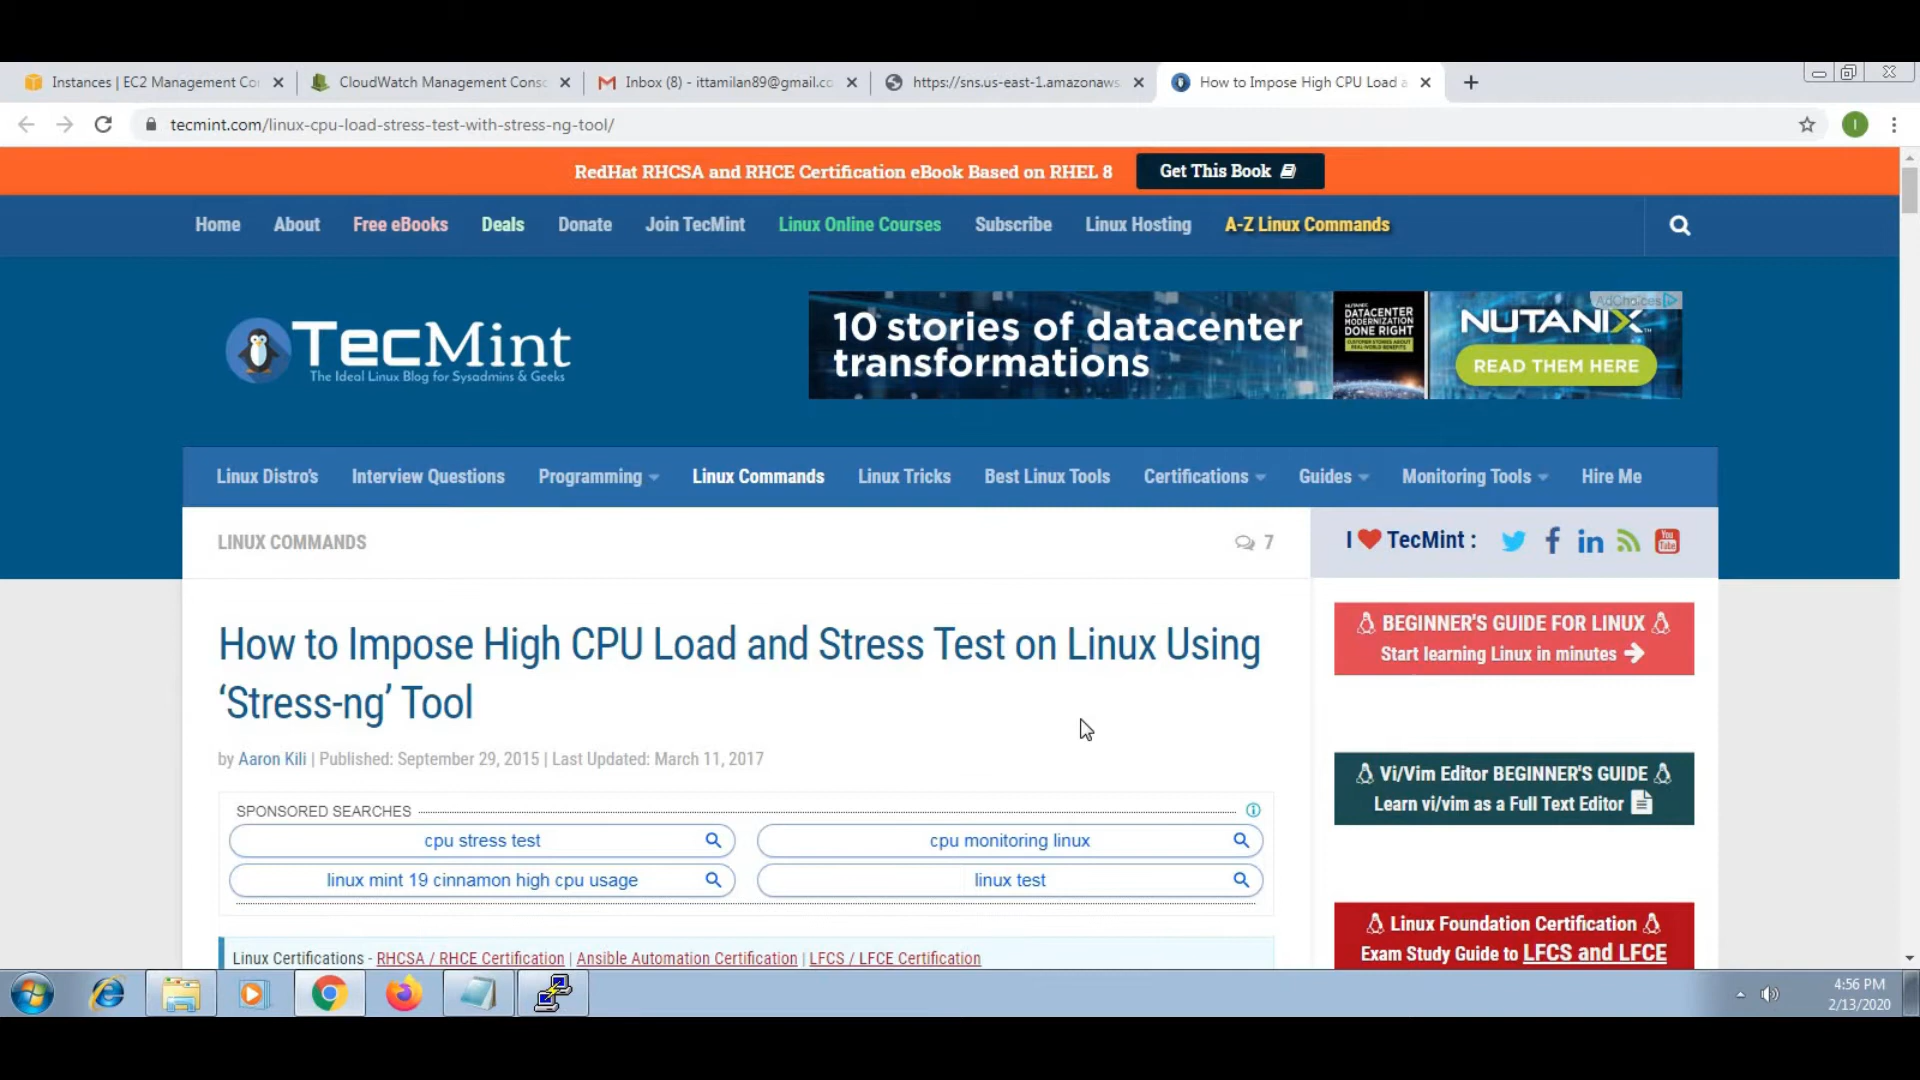 Instances | EC2 Management Co
CloudWatch Management Conso
Inbox (8) - ittamilan89@gmail.co
https://sns.us-east-1.amazonaws.
How to Impose High CPU Load a
tecmint.com/linux-cpu-load-stress-test-with-stress-ng-tool/
I
RedHat RHCSA and RHCE Certification eBook Based on RHEL 8
Get This Book
Home
About
Free eBooks
Deals
Donate
Join TecMint
Linux Online Courses
Subscribe
Linux Hosting
A-Z Linux Commands
TecMint
The Ideal Linux Blog for Sysadmins & Geeks
10 stories of datacenter
transformations
DATACENTER
MODERNIZATION
DONE RIGHT
AdChoices
NUTANIX
READ THEM HERE
Linux Distro's
Interview Questions
Programming
Linux Commands
Linux Tricks
Best Linux Tools
Certifications
Guides
Monitoring Tools
Hire Me
LINUX COMMANDS
7
I TecMint :
You
Tube
How to Impose High CPU Load and Stress Test on Linux Using
‘Stress-ng’ Tool
by Aaron Kili | Published: September 29, 2015 | Last Updated: March 11, 2017
SPONSORED SEARCHES
cpu stress test
cpu monitoring linux
linux mint 19 cinnamon high cpu usage
linux test
Linux Certifications - RHCSA / RHCE Certification | Ansible Automation Certification | LFCS / LFCE Certification
BEGINNER'S GUIDE FOR LINUX
Start learning Linux in minutes
Vi/Vim Editor BEGINNER'S GUIDE
Learn vi/vim as a Full Text Editor
Linux Foundation Certification
Exam Study Guide to LFCS and LFCE
4:56 PM
2/13/2020